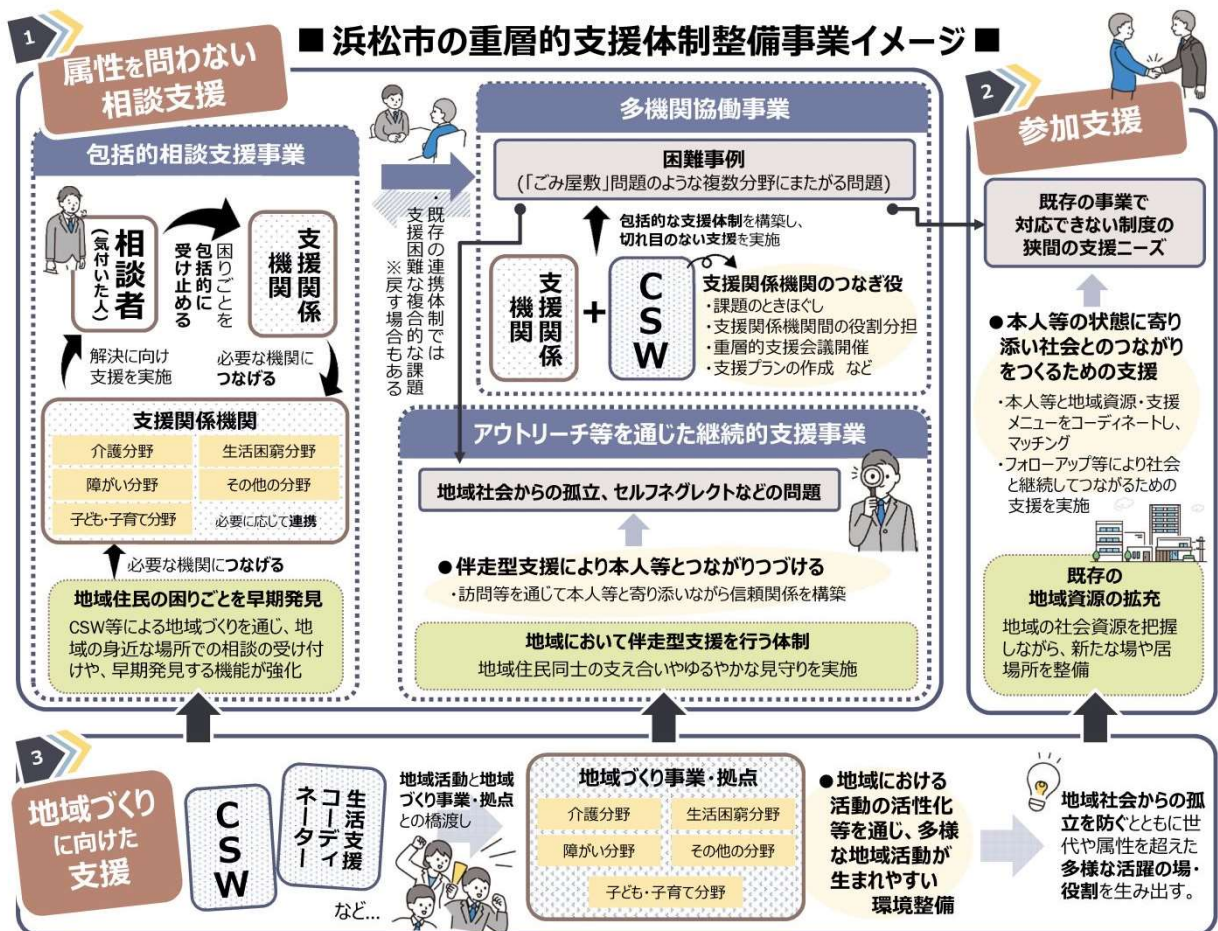 ■浜松市の重層的支援体制整備事業イメージ■
1
属性を問わない
相談支援
包括的相談支援事業
相談者
(気付いた人)
困りごとを
包括的に
受け止める
支援関係
機関
解決に向け
支援を実施
必要な機関に
つなげる
支援関係機関
介護分野
生活困窮分野
障がい分野
その他の分野
子ども・子育て分野
必要に応じて連携
必要な機関につなげる
地域住民の困りごとを早期発見
CSW等による地域づくりを通じ、地
域の身近な場所での相談の受け付
けや、早期発見する機能が強化
・既存の連携体制では
支援困難な複合的な課題
※戻す場合もある
多機関協働事業
困難事例
(「ごみ屋敷」問題のような複数分野にまたがる問題)
包括的な支援体制を構築し、
切れ目のない支援を実施
支援関係
機関
+
CSW
支援関係機関のつなぎ役
・課題のときほぐし
・支援関係機関間の役割分担
・重層的支援会議開催
・支援プランの作成 など
アウトリーチ等を通じた継続的支援事業
地域社会からの孤立、セルフネグレクトなどの問題
●伴走型支援により本人等とつながりつづける
・訪問等を通じて本人等と寄り添いながら信頼関係を構築
地域において伴走型支援を行う体制
地域住民同士の支え合いやゆるやかな見守りを実施
2
参加支援
既存の事業で
対応できない制度の
狭間の支援ニーズ
●本人等の状態に寄り
添い社会とのつながり
をつくるための支援
・本人等と地域資源・支援
メニューをコーディネートし、
マッチング
・フォローアップ等により社会
と継続してつながるための
支援を実施
既存の
地域資源の拡充
地域の社会資源を把握
しながら、新たな場や居
場所を整備
3
地域づくり
に向けた
支援
CSW
生活支援
コーディ
ネーター
など…
地域活動と地域
づくり事業・拠点
との橋渡し
地域づくり事業・拠点
介護分野
生活困窮分野
障がい分野
その他の分野
子ども・子育て分野
●地域における
活動の活性化
等を通じ、多様
な地域活動が
生まれやすい
環境整備
地域社会からの孤
立を防ぐとともに世
代や属性を超えた
多様な活躍の場・
役割を生み出す。